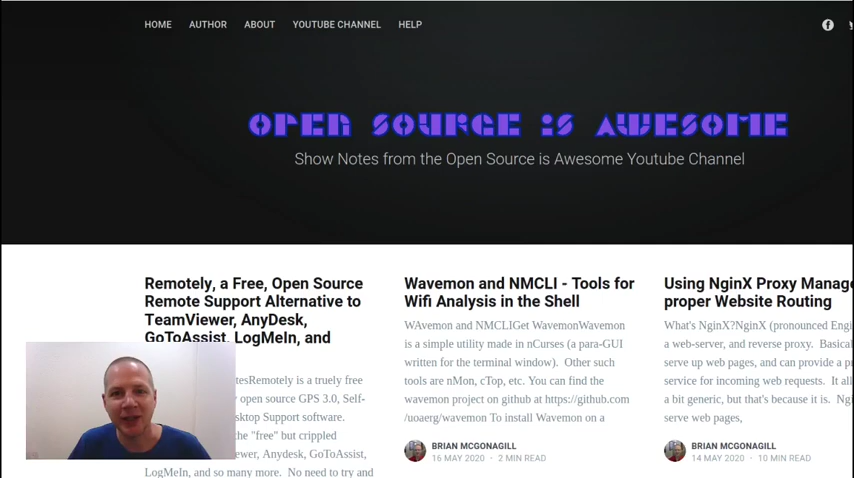 HOME AUTHOR ABOUT YOUTUBE CHANNEL HELP
OPEN SOURCE IS AWESOME
Show Notes from the Open Source is Awesome Youtube Channel
Remotely, a Free, Open Source
Remote Support Alternative to
TeamViewer, AnyDesk,
GoToAssist, LogMeIn, and
tesRemotely is a truely free
open source GPS 3.0, Self-
sktop Support software.
the "free" but crippled
ewer, Anydesk, GoToAssist,
LogMeIn, and so many more. No need to try and
Wavemon and NMCLI - Tools for
Wifi Analysis in the Shell
WAvemon and NMCLIGet WavemonWavemon
is a simple utility made in nCurses (a para-GUI
written for the terminal window). Other such
tools are nMon, cTop, etc. You can find the
wavemon project on github at https://github.com
/uoaerg/wavemon To install Wavemon on a
BRIAN MCGONAGILL
16 MAY 2020 · 2 MIN READ
Using NginX Proxy Manage
proper Website Routing
What's NginX?NginX (pronounced Engi
a web-server, and reverse proxy. Basical
serve up web pages, and can provide a pr
service for incoming web requests. It all
a bit generic, but that's because it is. Ngi
serve web pages,
BRIAN MCGONAGILL
14 MAY 2020 · 10 MIN READ